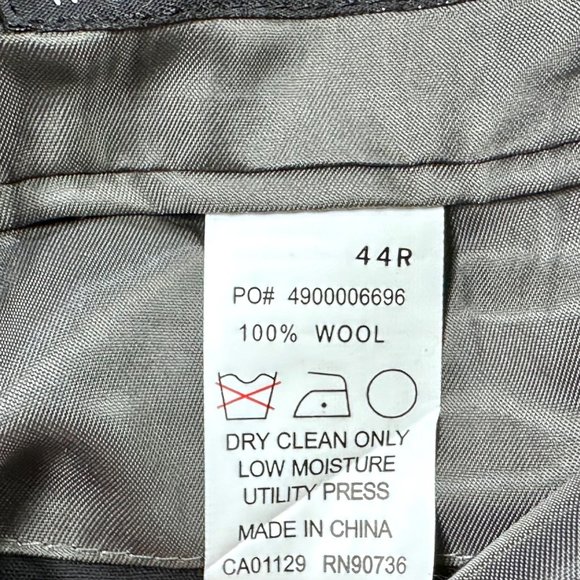 44R
PO# 4900006696
100% WOOL
DRY CLEAN ONLY
LOW MOISTURE
UTILITY PRESS
MADE IN CHINA
CA01129 RN90736